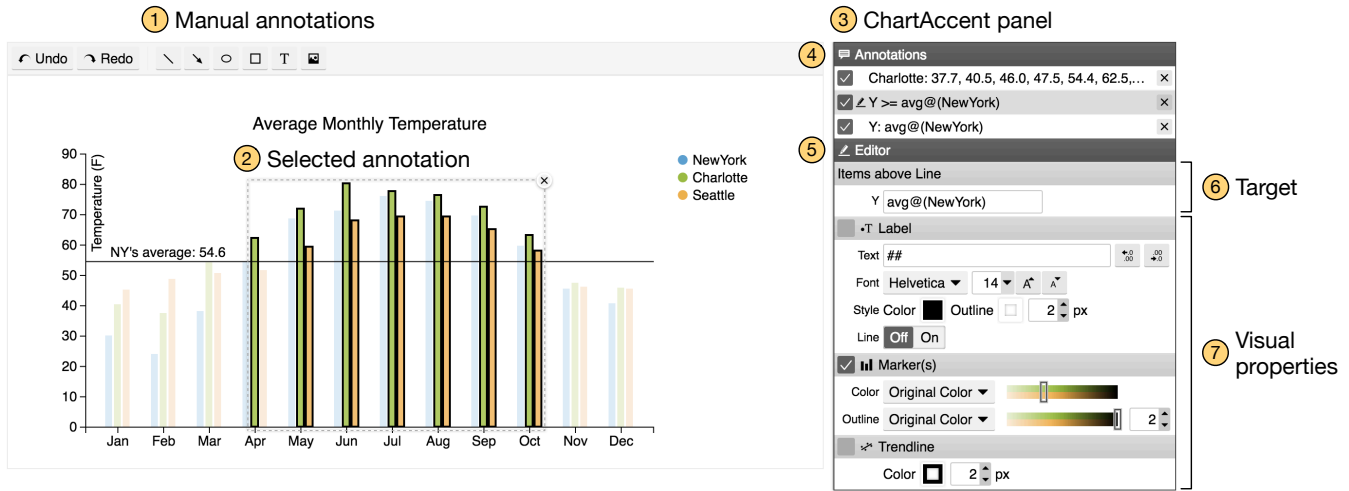 1 Manual annotations
3 ChartAccent panel
Undo Redo T
4 Annotations
Charlotte: 37.7, 40.5, 46.0, 47.5, 54.4, 62.5,...
Y >= avg@(NewYork)
Y: avg@(NewYork)
Average Monthly Temperature
2 Selected annotation
Temperature (F)
90
80
70
60
50
40
30
20
10
0
NY's average: 54.6
Jan Feb Mar Apr May Jun Jul Aug Sep Oct Nov Dec
NewYork
Charlotte
Seattle
5 Editor
Items above Line
Y avg@(NewYork)
6 Target
T Label
Text ## .0 .00 .00 .0
Font Helvetica 14 A A
Style Color Outline 2 px
Line Off On
Marker(s)
Color Original Color
Outline Original Color 2
Trendline
Color 2 px
7 Visual
properties